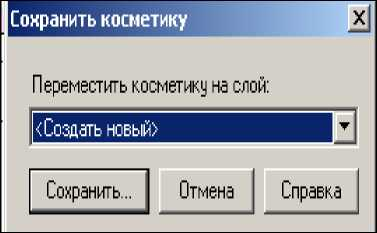 Сохранить косметику
Переместить косметику на слой:
<Создать новый>
Сохранить... Отмена Справка